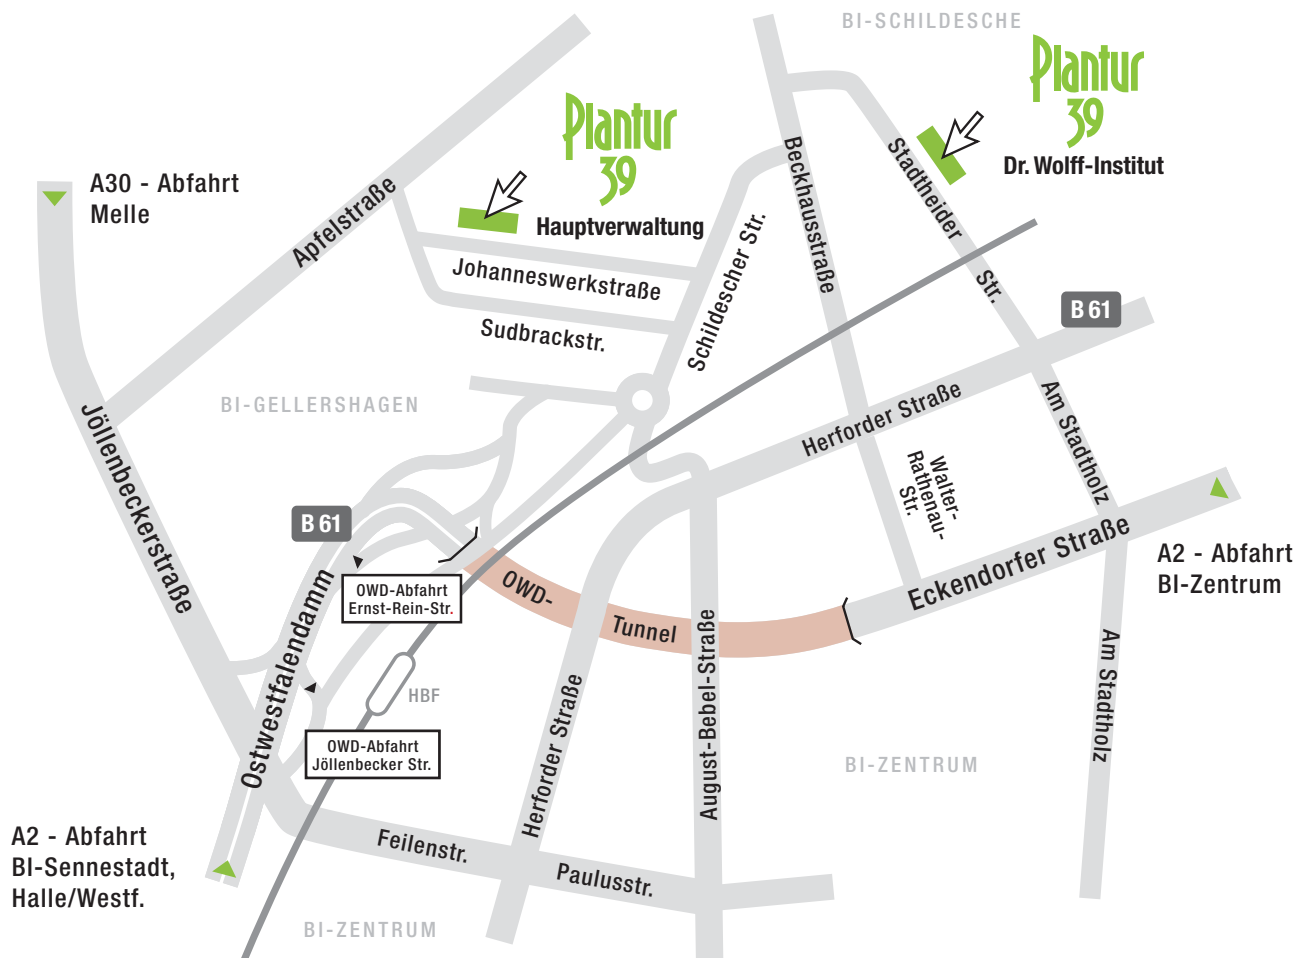 BI-SCHILDESCHE
Plantur
39
Dr. Wolff-Institut
Plantur
39
Hauptverwaltung
A30 - Abfahrt
Melle
Apfelstraße
Johanneswerkstraße
Sudbrackstr.
Schildescher Str.
Beckhausstraße
Stadtheider
Str.
B 61
BI-GELLERSHAGEN
Jöllenbeckerstraße
Herforder Straße
Am Stadtholz
Walter-
Rathenau-
Str.
B 61
Eckendorfer Straße
A2 - Abfahrt
BI-Zentrum
OWD-Abfahrt
Ernst-Rein-Str.
OWD-
Tunnel
Ostwestfalendamm
HBF
Herforder Straße
August-Bebel-Straße
Am Stadtholz
OWD-Abfahrt
Jöllenbecker Str.
BI-ZENTRUM
A2 - Abfahrt
BI-Sennestadt,
Halle/Westf.
Feilenstr.
Paulusstr.
BI-ZENTRUM